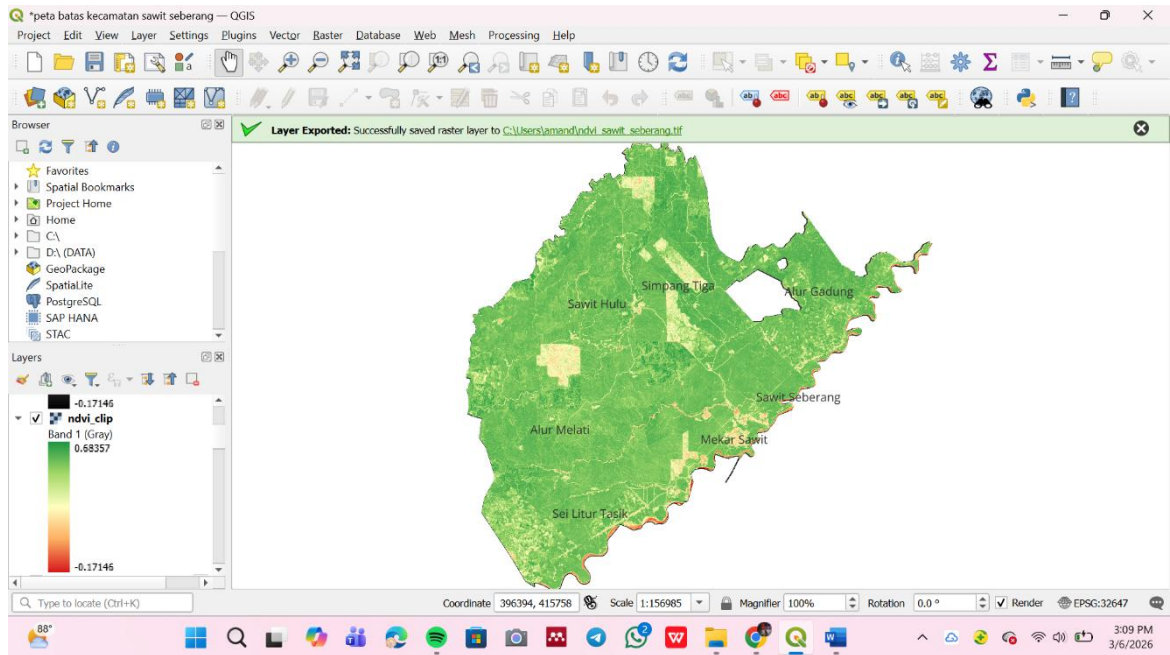 *peta batas kecamatan sawit seberang — QGIS
Project Edit View Layer Settings Plugins Vector Raster Database Web Mesh Processing Help
Browser
Layer Exported: Successfully saved raster layer to C:\Users\amand\ndvi_sawit_seberang.tif
Favorites
Spatial Bookmarks
Project Home
Home
C:\
D:\ (DATA)
GeoPackage
SpatiaLite
PostgreSQL
SAP HANA
STAC
Layers
-0.17146
ndvi_clip
Band 1 (Gray)
0.68357
-0.17146
Simpang Tiga
Alur Gadung
Sawit Hulu
Sawit Seberang
Alur Melati
Mekar Sawit
Sei Litur Tasik
Type to locate (Ctrl+K)
Coordinate 396394, 415758 Scale 1:156985 Magnifier 100% Rotation 0.0 ° Render EPSG:32647
88°
3:09 PM
3/6/2026